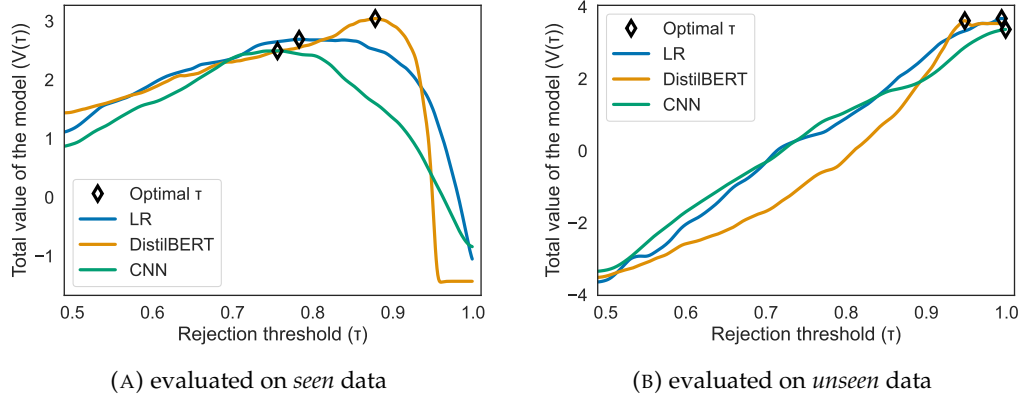 Total value of the model (V(τ))
3
2
1
0
−1
Optimal τ
LR
DistilBERT
CNN
0.5 0.6 0.7 0.8 0.9 1.0
Rejection threshold (τ)
(A) evaluated on seen data
Total value of the model (V(τ))
4
2
0
−2
−4
Optimal τ
LR
DistilBERT
CNN
0.5 0.6 0.7 0.8 0.9 1.0
Rejection threshold (τ)
(B) evaluated on unseen data